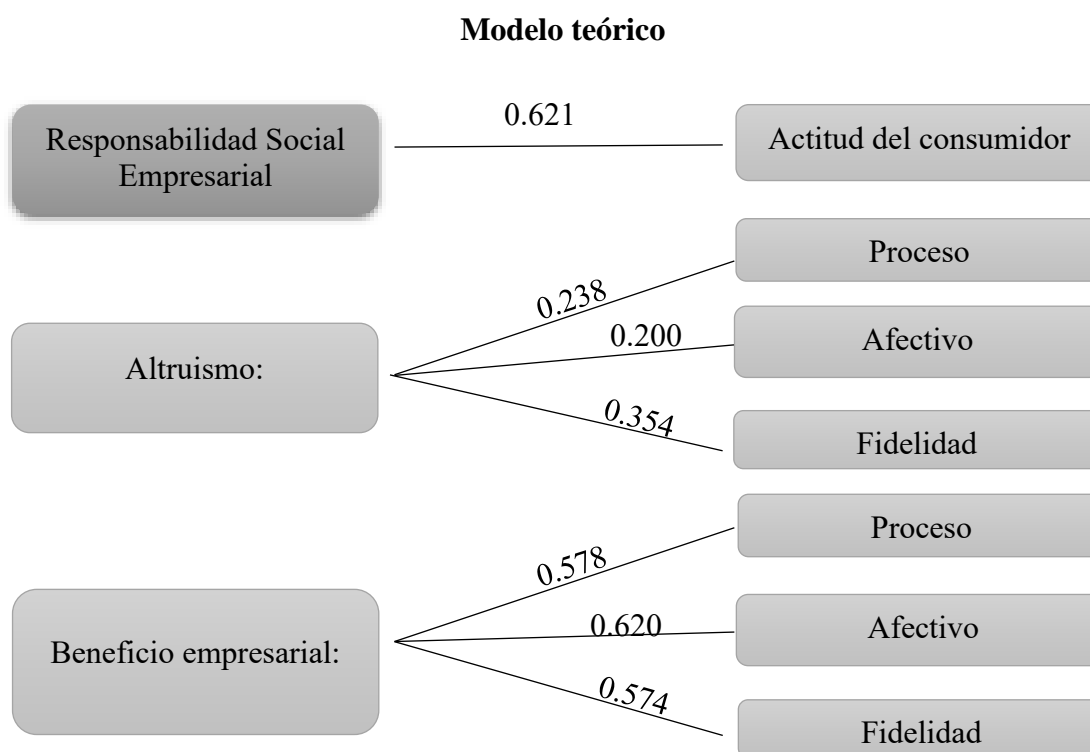 Modelo teórico
Responsabilidad Social
Empresarial
0.621
Actitud del consumidor
Altruismo:
0.238
Proceso
0.200
Afectivo
0.354
Fidelidad
Beneficio empresarial:
0.578
Proceso
0.620
Afectivo
0.574
Fidelidad